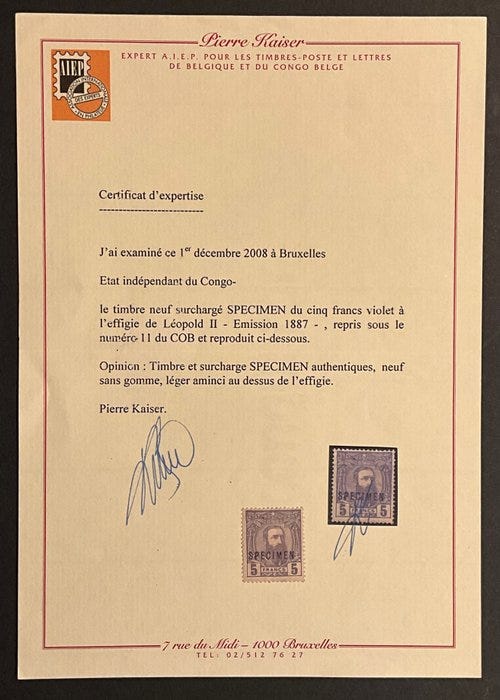 Pierre Kaiser
EXPERT A.I.E.P. POUR LES TIMBRES-POSTE ET LETTRES
DE BELGIQUE ET DU CONGO BELGE
AIEP
Certificat d'expertise
J'ai examiné ce 1er décembre 2008 à Bruxelles
Etat indépendant du Congo-
le timbre neuf surchargé SPECIMEN du cinq francs violet à
l'effigie de Léopold II - Emission 1887 - , repris sous le
numéro 11 du COB et reproduit ci-dessous.
Opinion : Timbre et surcharge SPECIMEN authentiques, neuf
sans gomme, léger aminci au dessus de l'effigie.
Pierre Kaiser.
SPECIMEN
5 FRANCS 5
SPECIMEN
5 FRANCS 5
7 rue du Midi – 1000 Bruxelles
TEL: 02/512 76 27